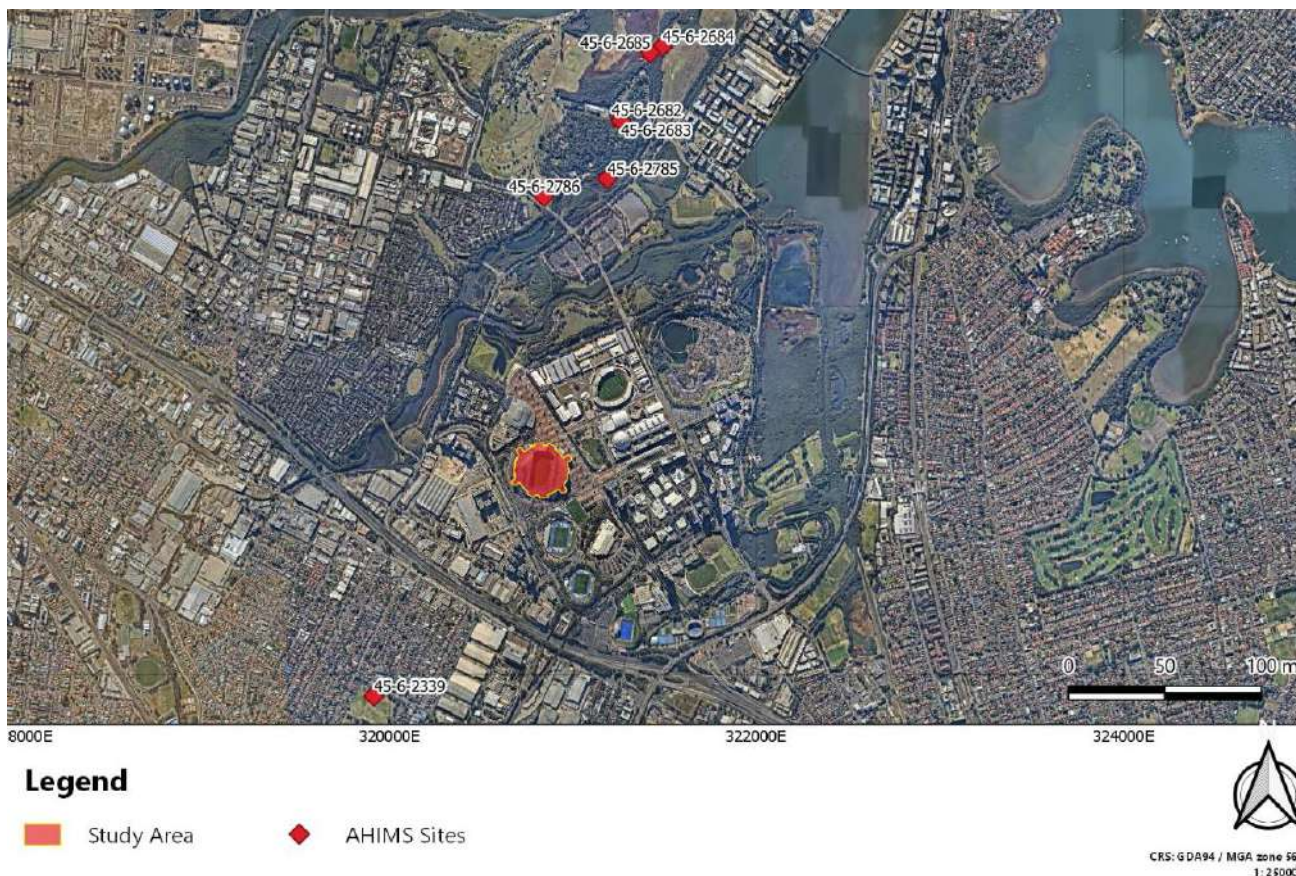 45-6-2685 45-6-2684
45-6-2682
45-6-2683
45-6-2785
45-6-2786
45-6-2339
0 50 100 m
8000E 320000E 322000E 324000E
N
Legend
Study Area AHIMS Sites
CRS: GDA94 / MGA zone 56
1: 25000